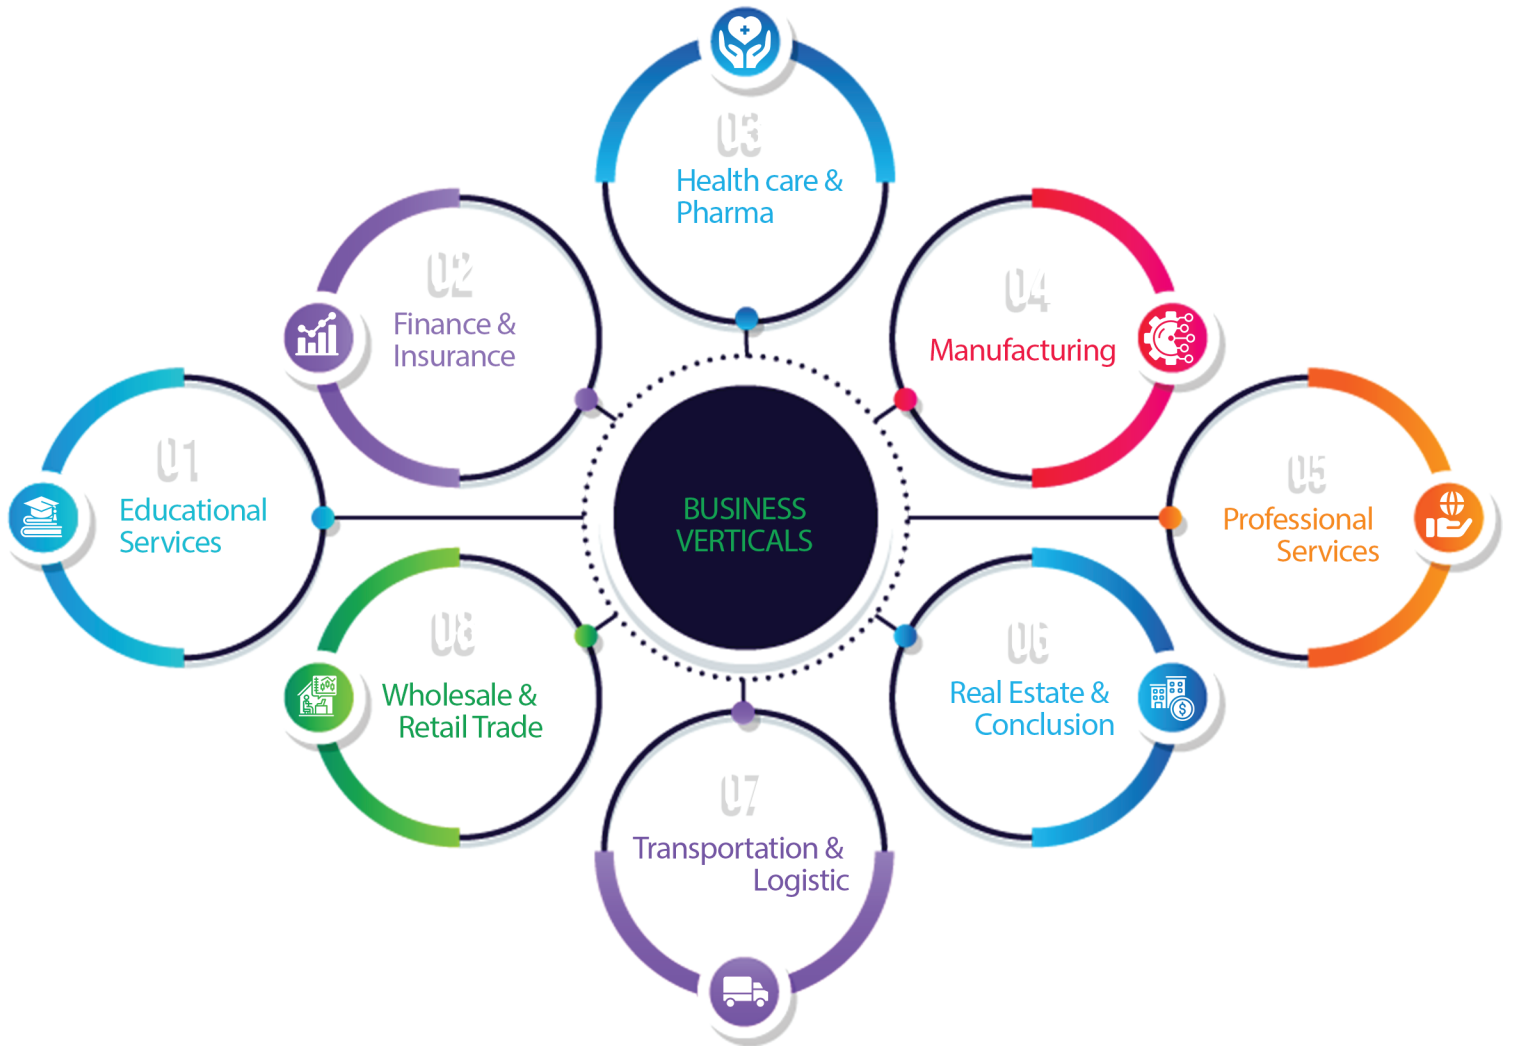 01
Educational
Services
02
Finance &
Insurance
03
Health care &
Pharma
04
Manufacturing
05
Professional
Services
06
Real Estate &
Conclusion
07
Transportation &
Logistic
08
Wholesale &
Retail Trade
BUSINESS
VERTICALS